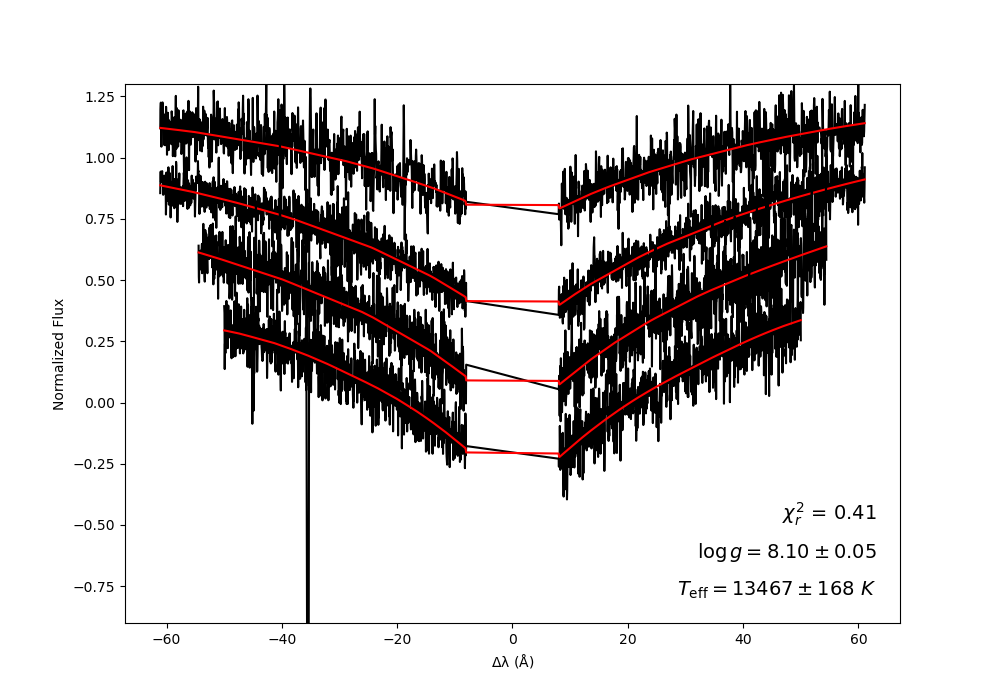 1.25
1.00
0.75
0.50
0.25
0.00
−0.25
−0.50
−0.75
Normalized Flux
χ²ᵣ = 0.41
log g = 8.10 ± 0.05
T_eff = 13467 ± 168 K
−60 −40 −20 0 20 40 60
Δλ (Å)